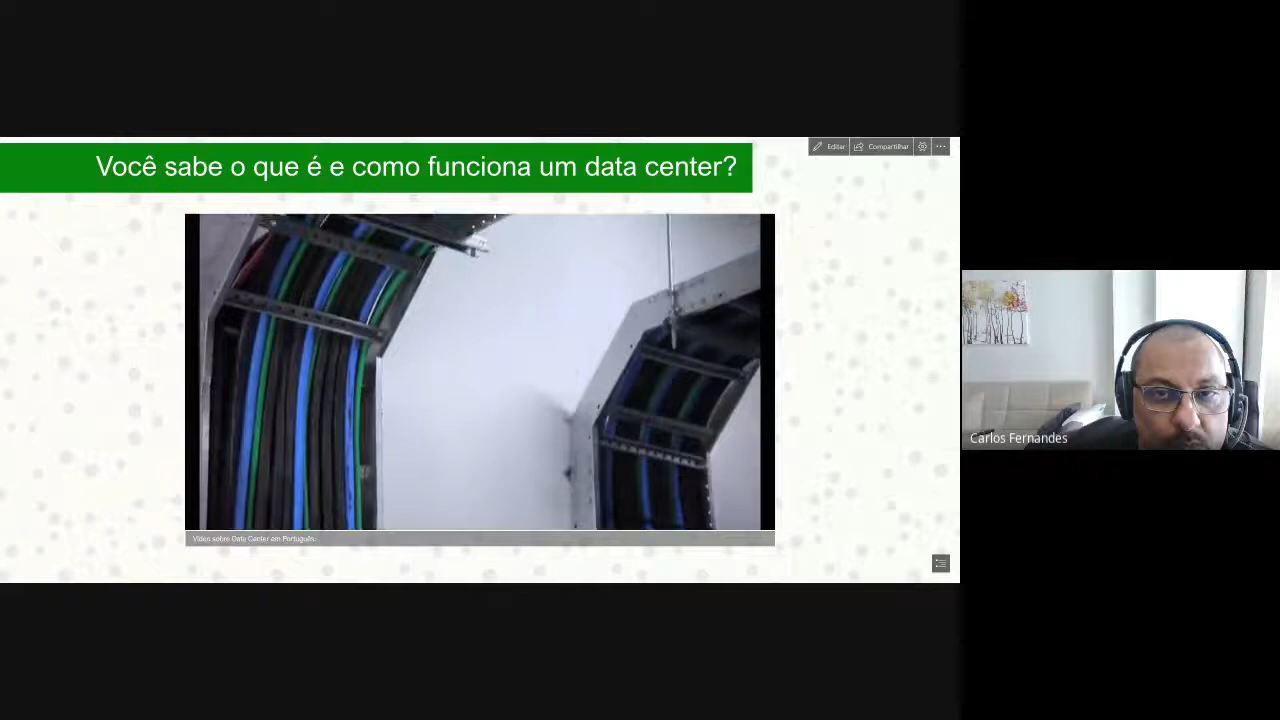 Você sabe o que é e como funciona um data center?
Editar
Compartilhar
Vídeo sobre Data Center em Português.
Carlos Fernandes